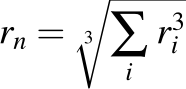 $r_n = \sqrt[3]{\sum_i r_i^3}$